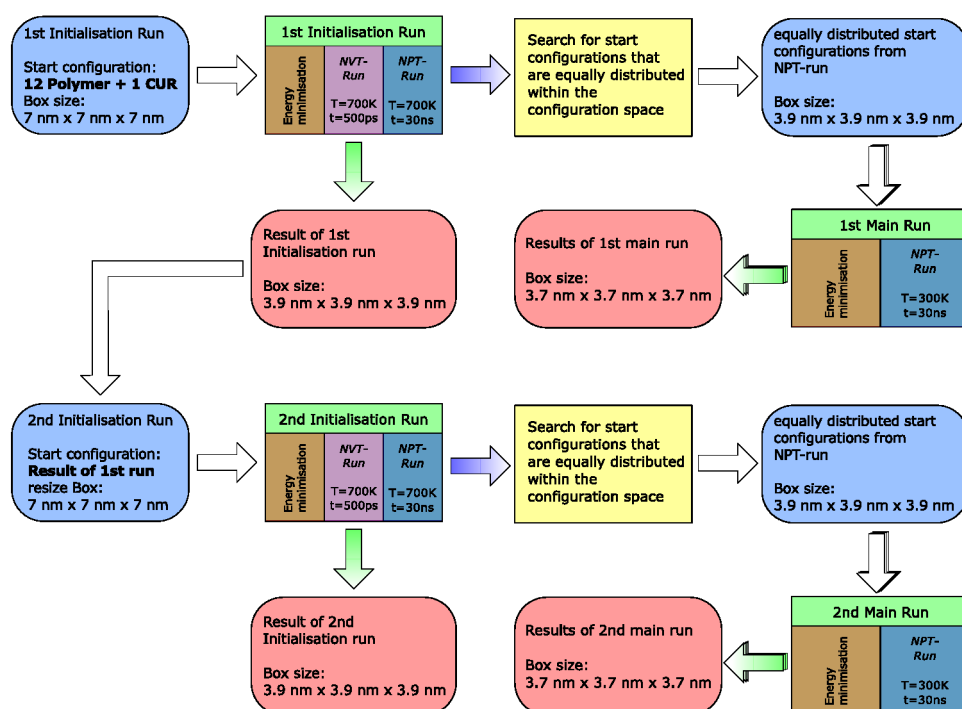 1st Initialisation Run
Start configuration:
12 Polymer + 1 CUR
Box size:
7 nm x 7 nm x 7 nm
1st Initialisation Run
Energy
minimisation
NVT-
Run
T=700K
t=500ps
NPT-
Run
T=700K
t=30ns
Search for start
configurations that
are equally distributed
within the
configuration space
equally distributed start
configurations from
NPT-run
Box size:
3.9 nm x 3.9 nm x 3.9 nm
Result of 1st
Initialisation run
Box size:
3.9 nm x 3.9 nm x 3.9 nm
Results of 1st main run
Box size:
3.7 nm x 3.7 nm x 3.7 nm
1st Main Run
Energy
minimisation
NPT-
Run
T=300K
t=30ns
2nd Initialisation Run
Start configuration:
Result of 1st run
resize Box:
7 nm x 7 nm x 7 nm
2nd Initialisation Run
Energy
minimisation
NVT-
Run
T=700K
t=500ps
NPT-
Run
T=700K
t=30ns
Search for start
configurations that
are equally distributed
within the
configuration space
equally distributed start
configurations from
NPT-run
Box size:
3.9 nm x 3.9 nm x 3.9 nm
Result of 2nd
Initialisation run
Box size:
3.9 nm x 3.9 nm x 3.9 nm
Results of 2nd main run
Box size:
3.7 nm x 3.7 nm x 3.7 nm
2nd Main Run
Energy
minimisation
NPT-
Run
T=300K
t=30ns